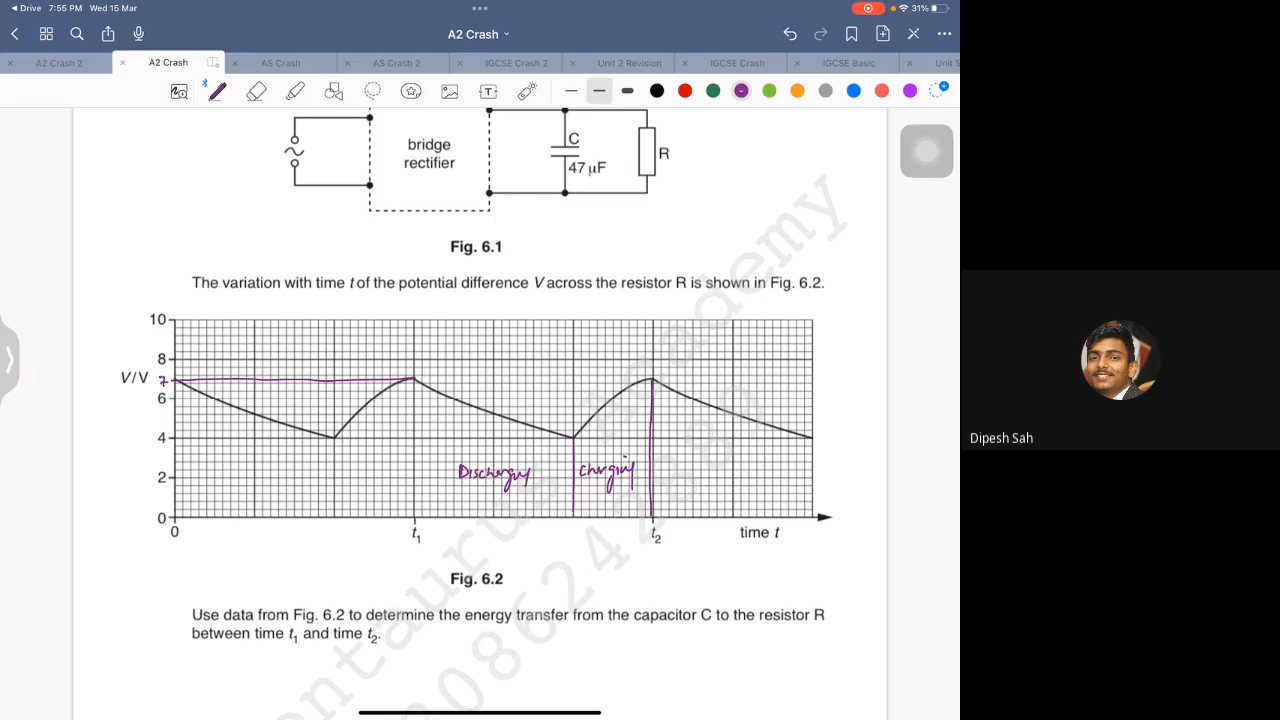 Drive 7:55 PM Wed 15 Mar
31%
A2 Crash
A2 Crash 2
A2 Crash
AS Crash
AS Crash 2
IGCSE Crash 2
Unit 2 Revision
IGCSE Crash
IGCSE Basic
Unit 5
bridge
rectifier
C
47 μF
R
Fig. 6.1
The variation with time t of the potential difference V across the resistor R is shown in Fig. 6.2.
10
8
V/V 7
6
4
2
0
Discharging
Charging
0 t1 t2 time t
Fig. 6.2
Use data from Fig. 6.2 to determine the energy transfer from the capacitor C to the resistor R
between time t1 and time t2.
Dipesh Sah